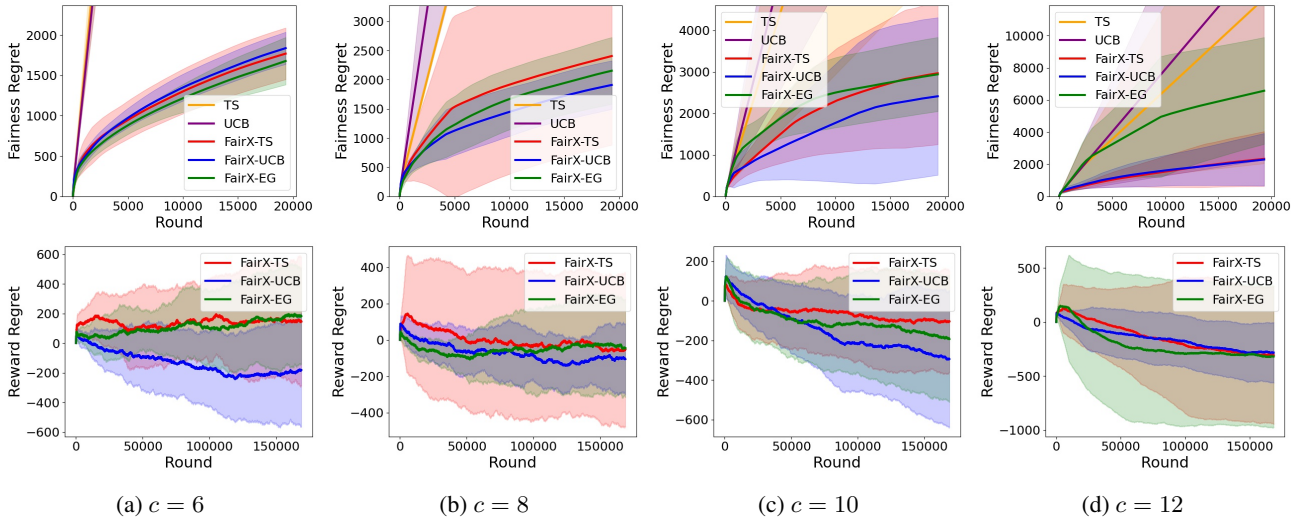 Fairness Regret
2000
1500
1000
500
0
TS
UCB
FairX-TS
FairX-UCB
FairX-EG
0 5000 10000 15000 20000
Round
Fairness Regret
3000
2500
2000
1500
1000
500
0
TS
UCB
FairX-TS
FairX-UCB
FairX-EG
0 5000 10000 15000 20000
Round
Fairness Regret
4000
3000
2000
1000
0
TS
UCB
FairX-TS
FairX-UCB
FairX-EG
0 5000 10000 15000 20000
Round
Fairness Regret
12000
10000
8000
6000
4000
2000
0
TS
UCB
FairX-TS
FairX-UCB
FairX-EG
0 5000 10000 15000 20000
Round
Reward Regret
600
400
200
0
−200
−400
−600
FairX-TS
FairX-UCB
FairX-EG
0 50000 100000 150000
Round
Reward Regret
400
200
0
−200
−400
FairX-TS
FairX-UCB
FairX-EG
0 50000 100000 150000
Round
Reward Regret
200
0
−200
−400
−600
FairX-TS
FairX-UCB
FairX-EG
0 50000 100000 150000
Round
Reward Regret
500
0
−500
−1000
FairX-TS
FairX-UCB
FairX-EG
0 50000 100000 150000
Round
(a) c = 6
(b) c = 8
(c) c = 10
(d) c = 12